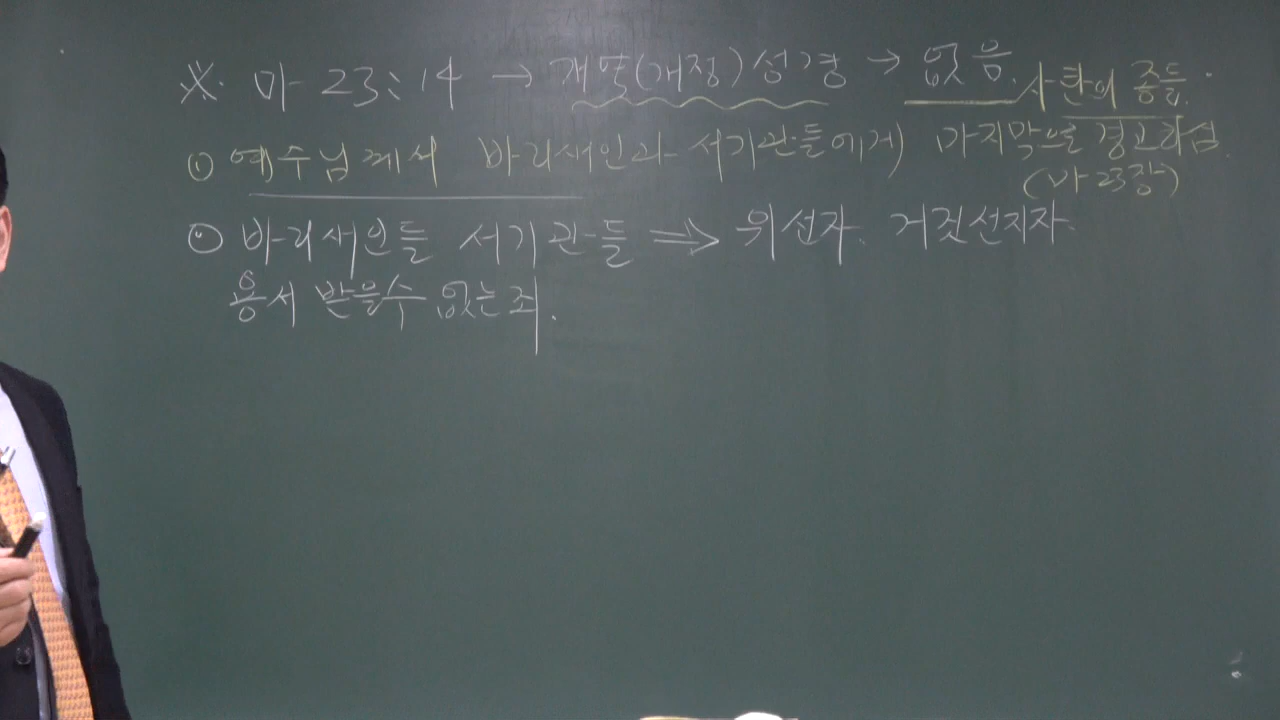 ※ 마 23:14 → 개역(개정)성경 → 없음. 사탄의 종들.
① 예수님께서 바리새인과 서기관들에게 마지막으로 경고하심.
(마 23장)
② 바리새인들 서기관들 ⇒ 위선자. 거짓선지자.
용서 받을수 없는죄.